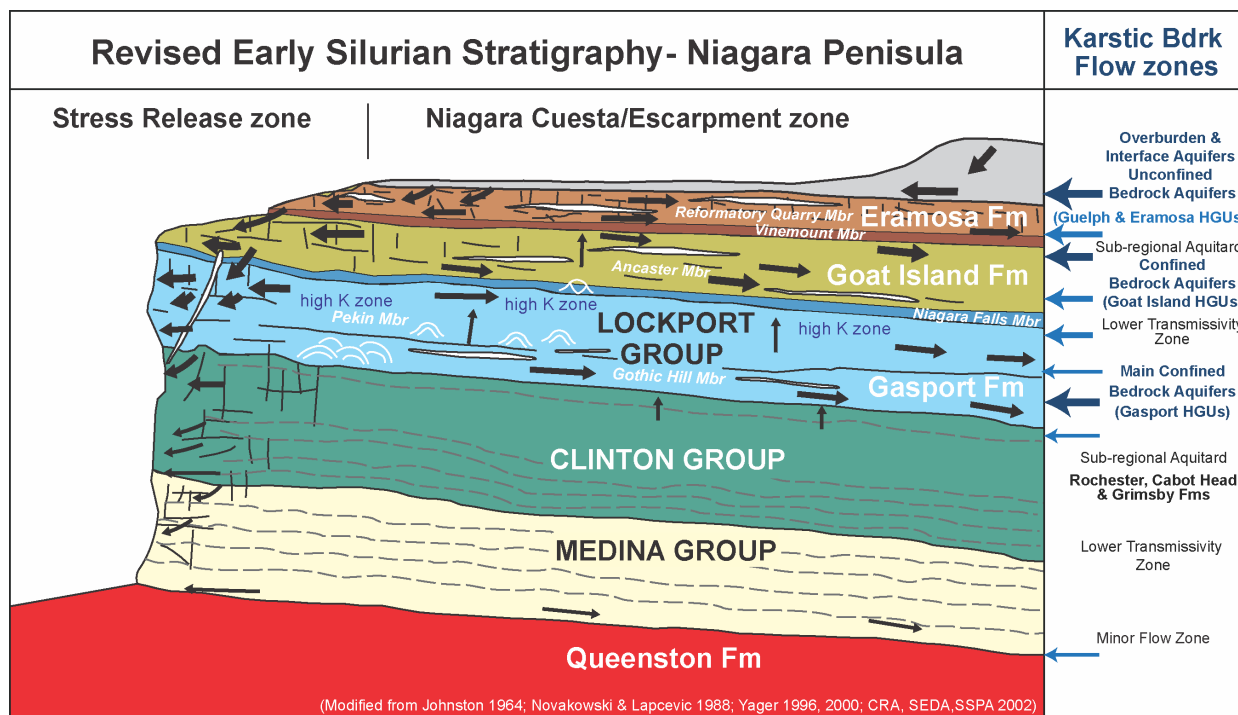 Revised Early Silurian Stratigraphy- Niagara Penisula
Karstic Bdrk
Flow zones
Stress Release zone
Niagara Cuesta/Escarpment zone
Overburden &
Interface Aquifers
Unconfined
Bedrock Aquifers
(Guelph & Eramosa HGUs
Sub-regional Aquitard
Confined
Bedrock Aquifers
(Goat Island HGUs
Lower Transmissivity
Zone
Main Confined
Bedrock Aquifers
(Gasport HGUs)
Sub-regional Aquitard
Rochester, Cabot Head
& Grimsby Fms
Lower Transmissivity
Zone
Minor Flow Zone
Reformatory Quarry Mbr
Eramosa Fm
Vinemount Mbr
Ancaster Mbr
Goat Island Fm
Niagara Falls Mbr
high K zone
high K zone
high K zone
Pekin Mbr
LOCKPORT
GROUP
Gothic Hill Mbr
Gasport Fm
CLINTON GROUP
MEDINA GROUP
Queenston Fm
(Modified from Johnston 1964; Novakowski & Lapcevic 1988; Yager 1996, 2000; CRA, SEDA,SSPA 2002)